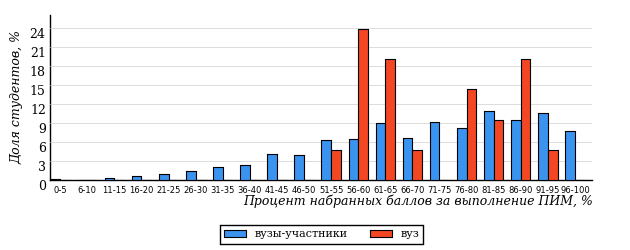 Доля студентов, %
24
21
18
15
12
9
6
3
0
0-5 6-10 11-15 16-20 21-25 26-30 31-35 36-40 41-45 46-50 51-55 56-60 61-65 66-70 71-75 76-80 81-85 86-90 91-95 96-100
Процент набранных баллов за выполнение ПИМ, %
вузы-участники вуз